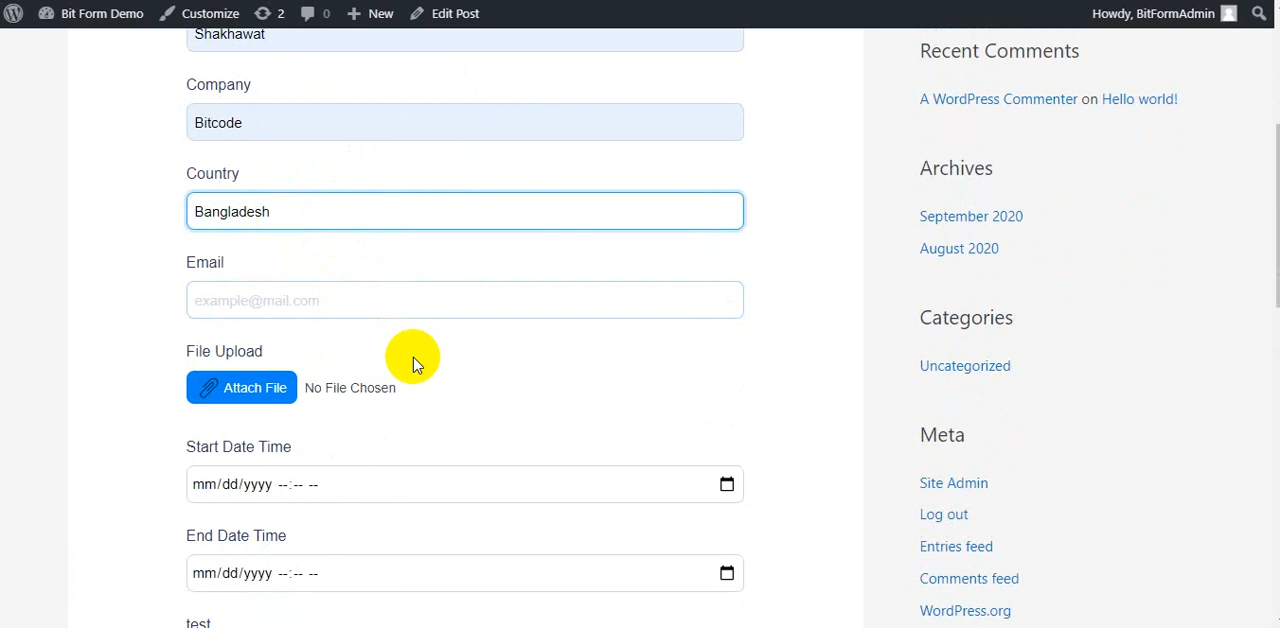 Bit Form Demo Customize 2 0 New Edit Post Howdy, BitFormAdmin
Shakhawat
Company
Bitcode
Country
Bangladesh
Email
example@mail.com
File Upload
Attach File No File Chosen
Start Date Time
mm/dd/yyyy --:-- --
End Date Time
mm/dd/yyyy --:-- --
test
Recent Comments
A WordPress Commenter on Hello world!
Archives
September 2020
August 2020
Categories
Uncategorized
Meta
Site Admin
Log out
Entries feed
Comments feed
WordPress.org